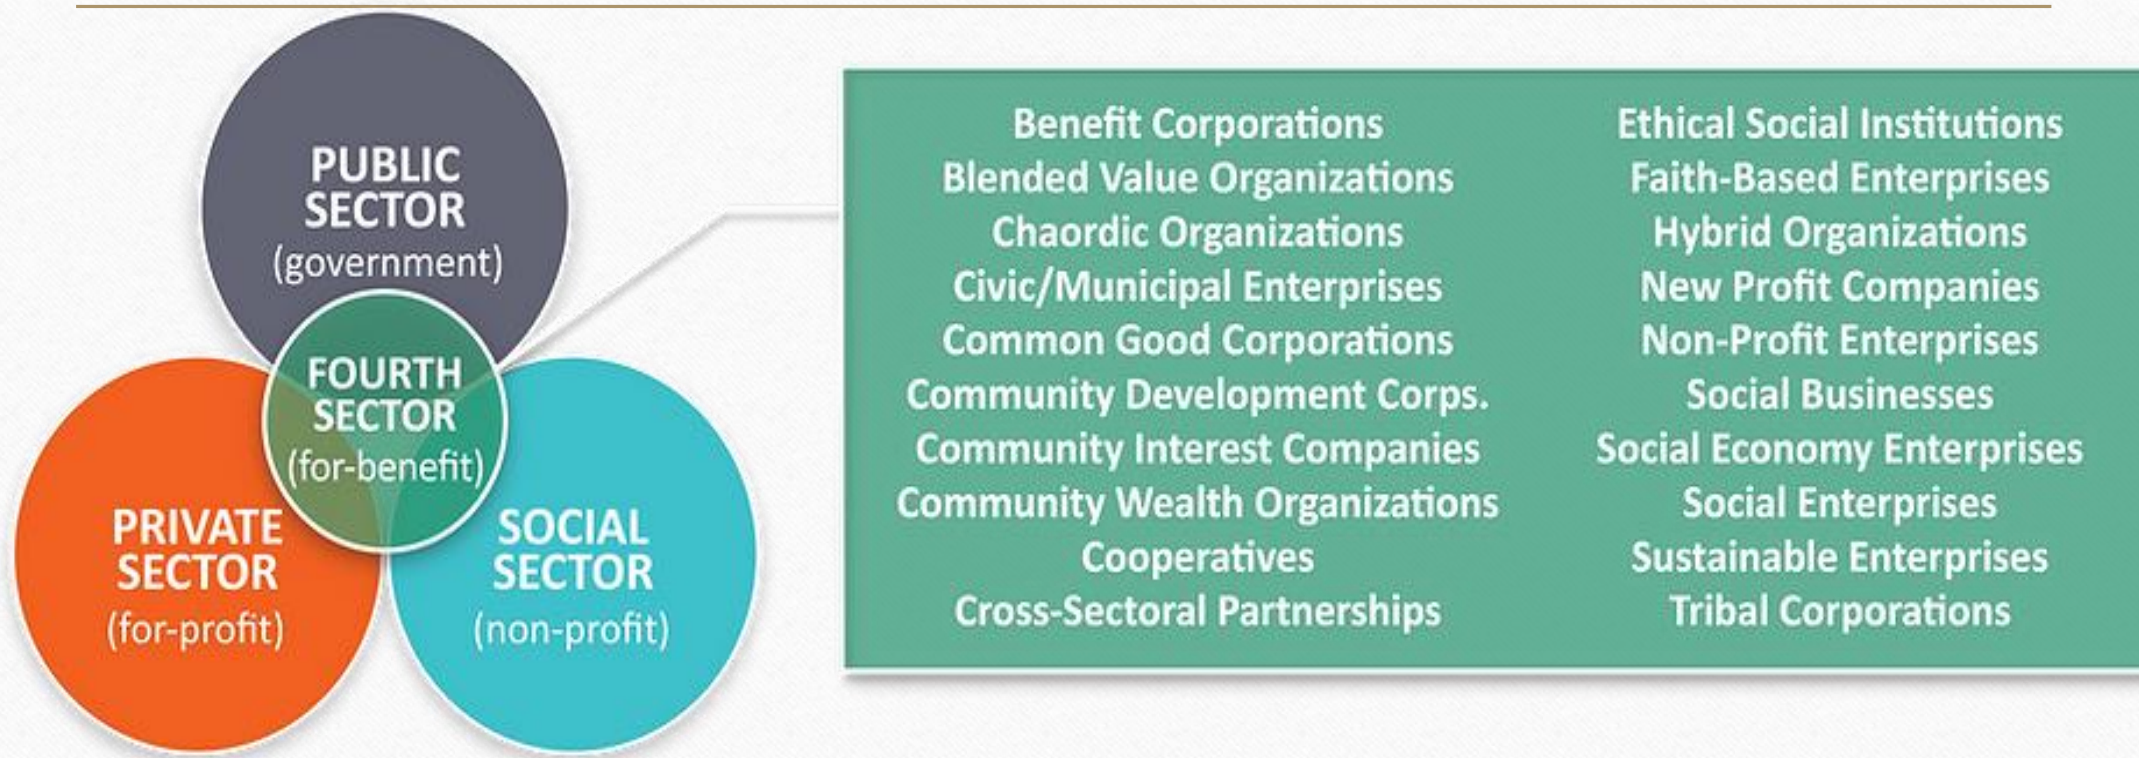 PUBLIC
SECTOR
(government)
FOURTH
SECTOR
(for-benefit)
PRIVATE
SECTOR
(for-profit)
SOCIAL
SECTOR
(non-profit)
Benefit Corporations
Blended Value Organizations
Chaordic Organizations
Civic/Municipal Enterprises
Common Good Corporations
Community Development Corps.
Community Interest Companies
Community Wealth Organizations
Cooperatives
Cross-Sectoral Partnerships
Ethical Social Institutions
Faith-Based Enterprises
Hybrid Organizations
New Profit Companies
Non-Profit Enterprises
Social Businesses
Social Economy Enterprises
Social Enterprises
Sustainable Enterprises
Tribal Corporations